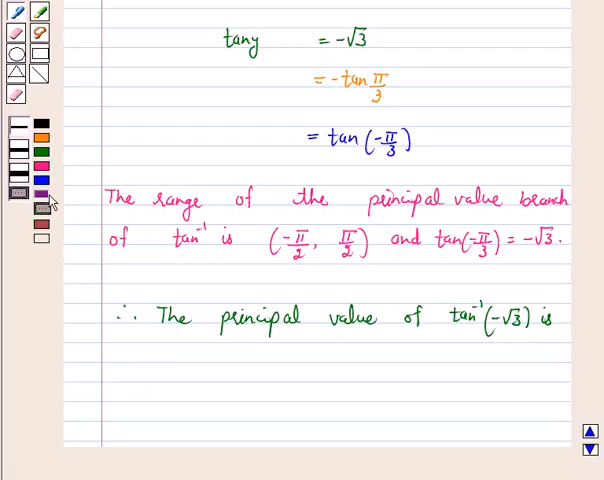 tany = -√3
= -tan π/3
= tan (-π/3)
The range of the principal value branch
of tan⁻¹ is (-π/2, π/2) and tan(-π/3) = -√3.
∴ The principal value of tan⁻¹(-√3) is